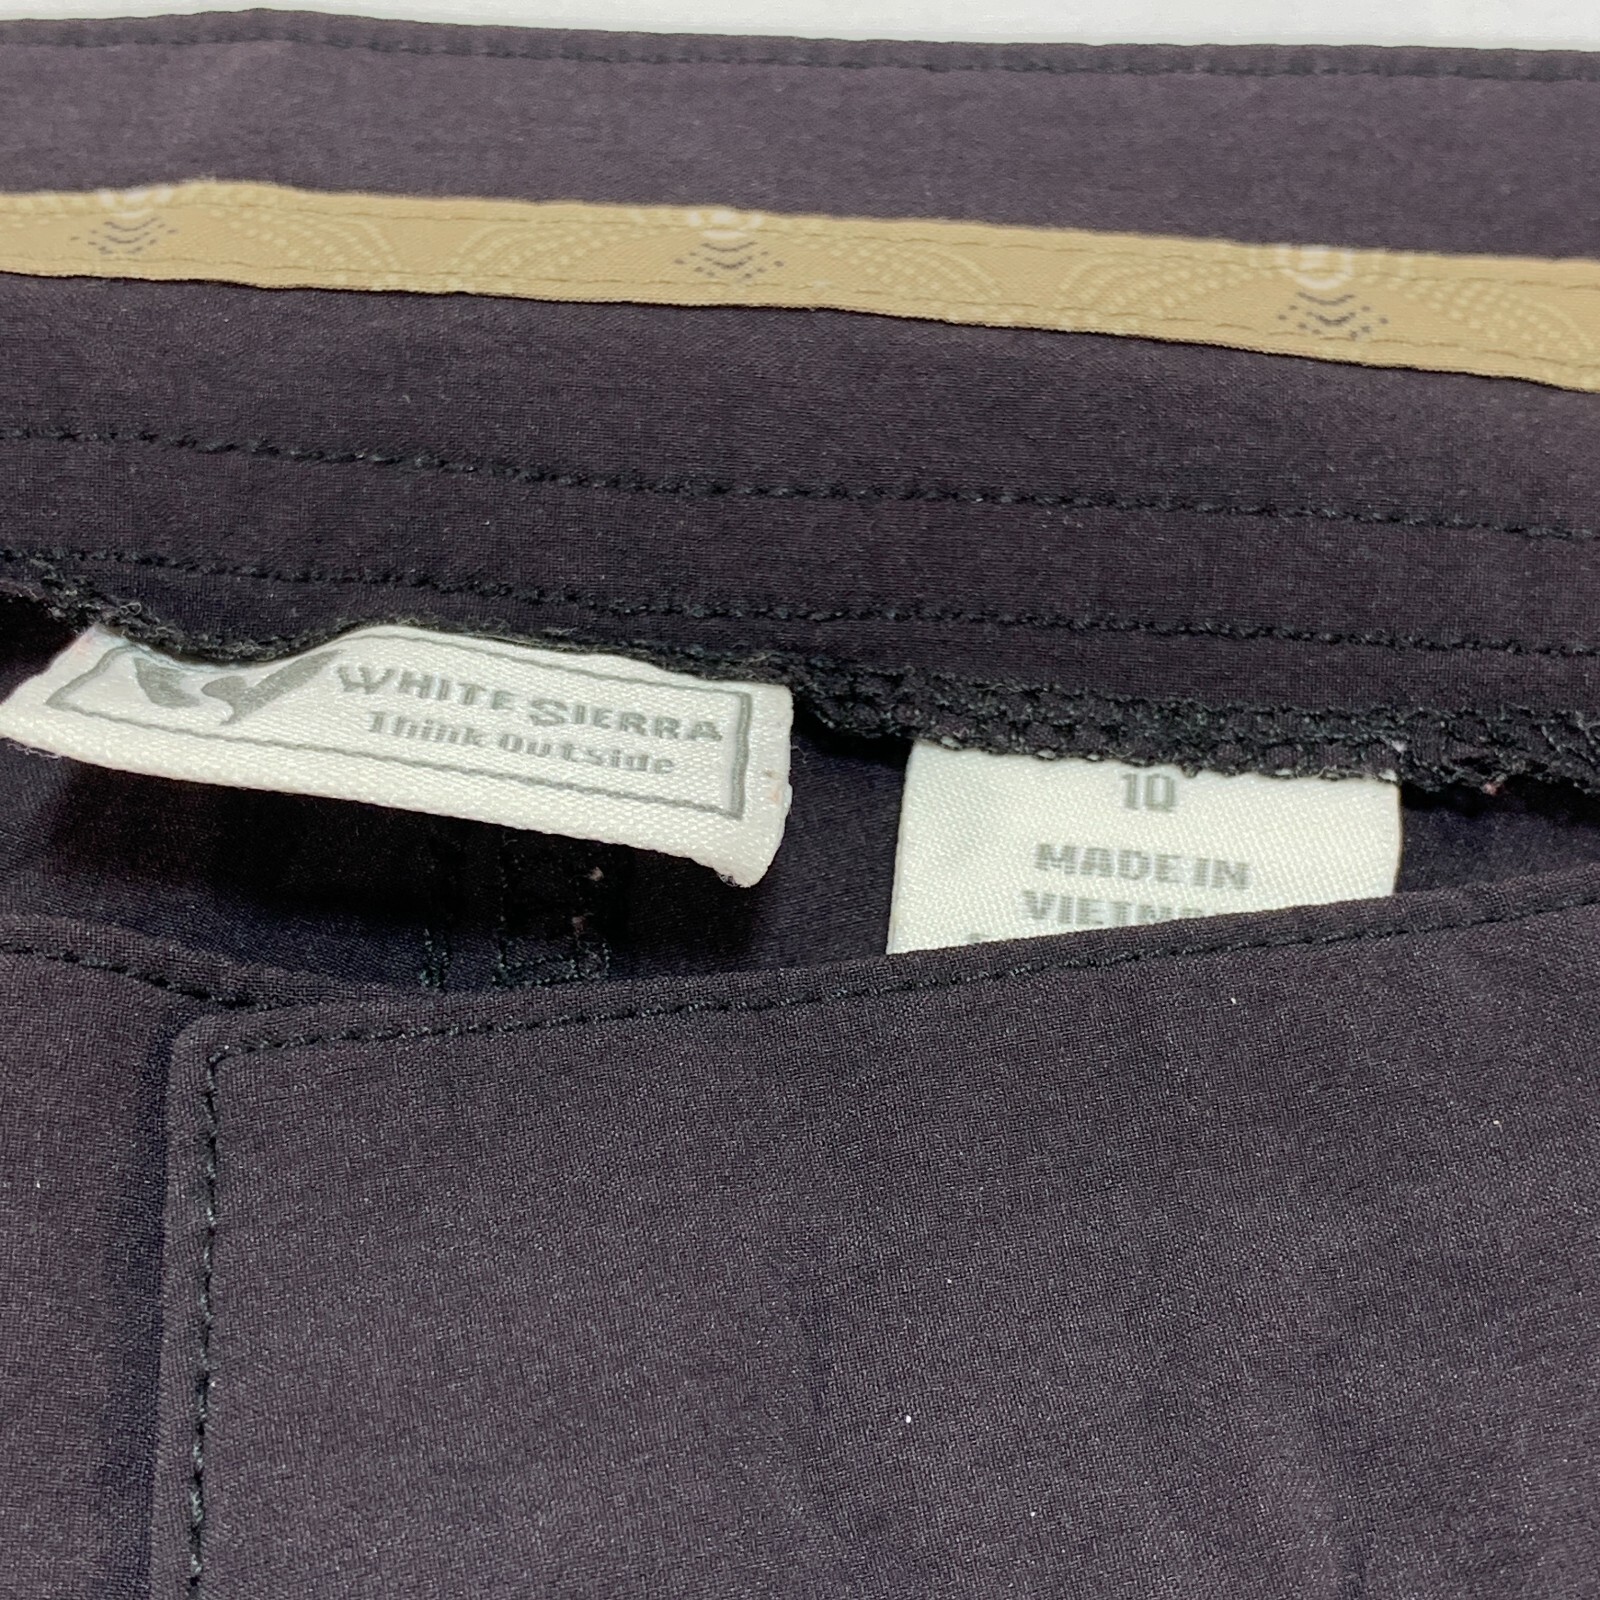 WHITE SIERRA
Think Outside
10
MADE IN